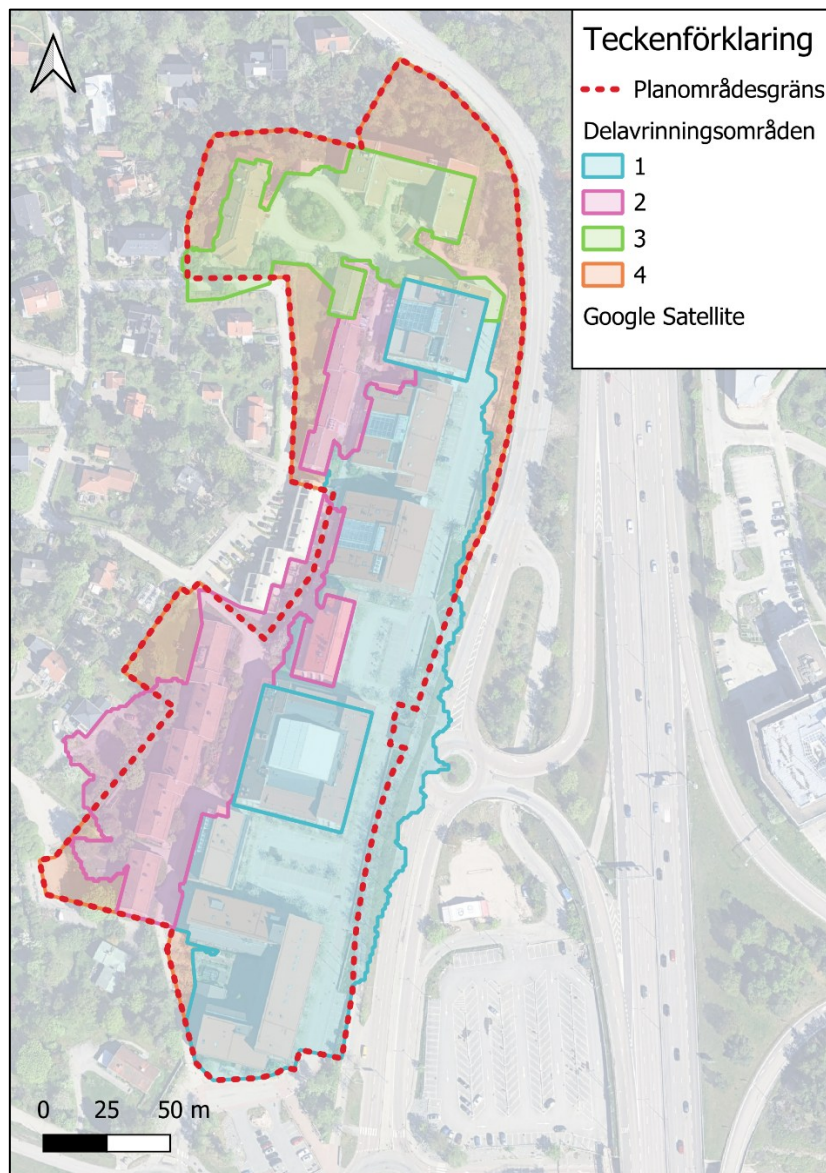 Teckenförklaring
Planområdesgräns
Delavrinningsområden
1
2
3
4
Google Satellite
0 25 50 m